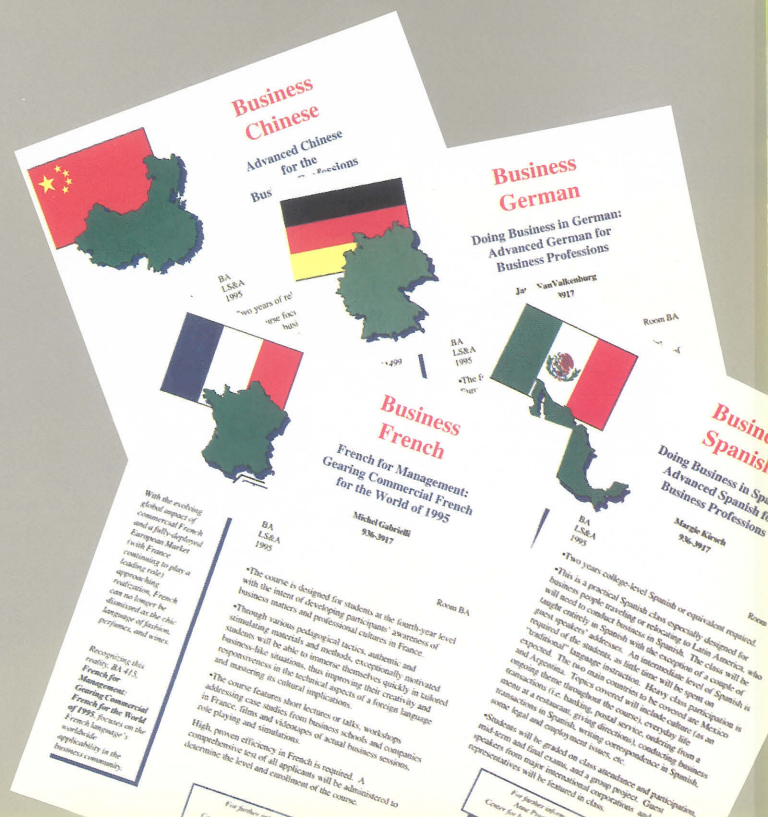 Business
Chinese
Advanced Chinese
for the
BA
LS&A
1995
Business
German
Doing Business in German:
Advanced German for
Business Professions
VanValkenburg
Room BA
BA
LS&A
1995
Business
French
French for Management:
Gearing Commercial French
for the World of 1995
Michel Gabrielli
936-3917
BA
LS&A
1995
Room BA
With the evolving
global impact of
commercial French
and a fully-deployed
European Market
(with France
continuing to play a
leading role)
approaching
realization, French
can no longer be
dismissed as the chic
language of fashion,
perfumes, and wines.
Recognizing this
reality, BA 415,
French for
Management:
Gearing Commercial
French for the World
of 1995, focuses on the
French language's
worldwide
applicability in the
business community.
•The course is designed for students at the fourth-year level
with the intent of developing participants' awareness of
business matters and professional cultures in France.
•Through various pedagogical tactics, authentic and
stimulating materials and methods, exceptionally motivated
students will be able to immerse themselves quickly in tailored
business-like situations, thus improving their creativity and
responsiveness in the technical aspects of a foreign language
and mastering its cultural implications.
•The course features short lectures or talks, workshops
addressing case studies from business schools and companies
in France, films and videotapes of actual business sessions,
role playing and simulations.
High, proven efficiency in French is required. A
comprehensive test of all applicants will be administered to
determine the level and enrollment of the course.
For further
Spanish
Doing Business in
Advanced Spanish
Business Professions
Margie Kirsch
936-3917
BA
LS&A
1995
Room
•Two years college-level Spanish or equivalent required.
•This is a practical Spanish class especially designed for
business people traveling or relocating to Latin America, who
will need to conduct business in Spanish. The class will be
taught entirely in Spanish with the exception of a couple of
guest speakers' addresses. An intermediate level of Spanish is
required of the students, as little time will be spent on
"traditional" language instruction. Heavy class participation is
expected. The two main countries to be covered are Mexico
and Argentina. Topics covered will include culture (as an
ongoing theme throughout the course), everyday life
transactions (i.e. banking, postal service, ordering from a
menu at a restaurant, giving directions), conducting business
transactions in Spanish, writing correspondence in Spanish,
some legal and employment issues, etc.
•Students will be graded on class attendance and participation,
mid-term and final exams, and a group project. Guest
speakers from major international corporations and
representatives will be featured in class.
For further